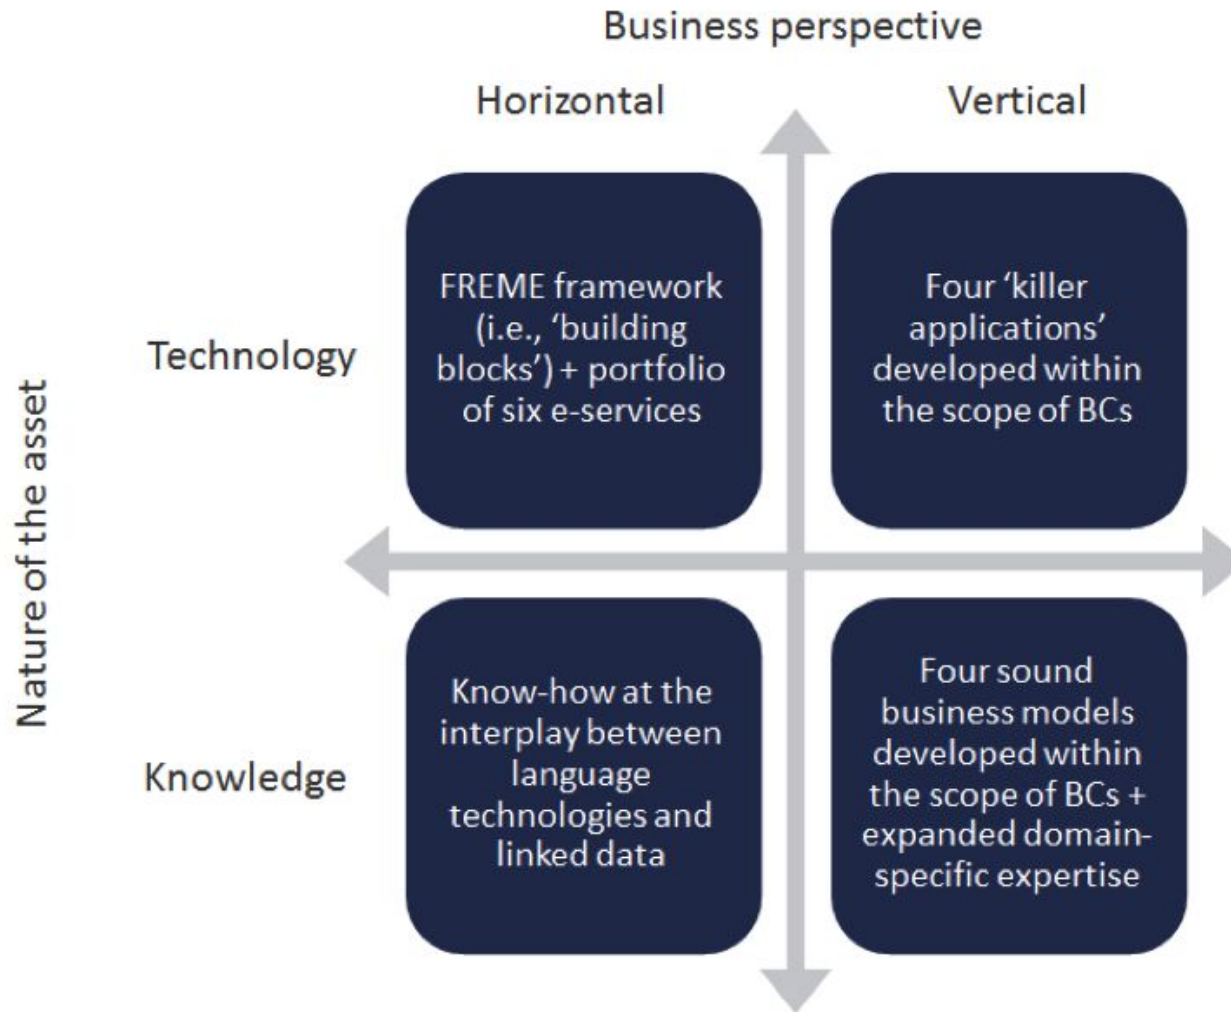 Business perspective
Horizontal
Vertical
Nature of the asset
Technology
FREME framework
(i.e., ‘building
blocks’) + portfolio
of six e-services
Four ‘killer
applications’
developed within
the scope of BCs
Knowledge
Know-how at the
interplay between
language
technologies and
linked data
Four sound
business models
developed within
the scope of BCs +
expanded domain-
specific expertise